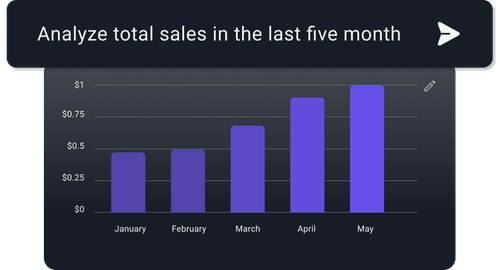 Analyze total sales in the last five month
$1
$0.75
$0.5
$0.25
$0
January February March April May